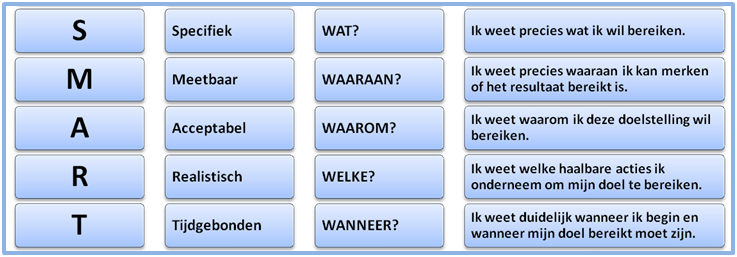 S Specifiek WAT? Ik weet precies wat ik wil bereiken.
M Meetbaar WAARAAN? Ik weet precies waaraan ik kan merken
of het resultaat bereikt is.
A Acceptabel WAAROM? Ik weet waarom ik deze doelstelling wil
bereiken.
R Realistisch WELKE? Ik weet welke haalbare acties ik
onderneem om mijn doel te bereiken.
T Tijdgebonden WANNEER? Ik weet duidelijk wanneer ik begin en
wanneer mijn doel bereikt moet zijn.